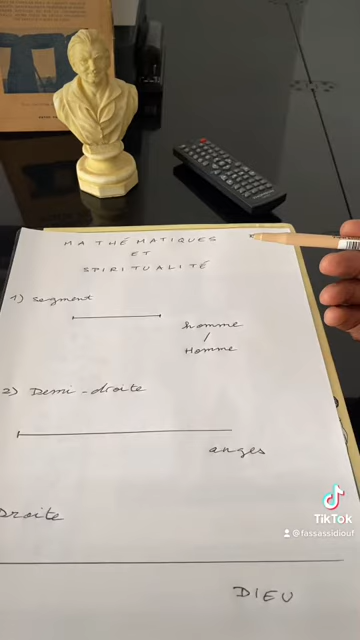 MATHÉMATIQUES
ET
SPIRITUALITÉ
1) segment
homme
/
Homme
2) Demi-droite
anges
Droite
DIEU
TikTok
@fassassidiouf